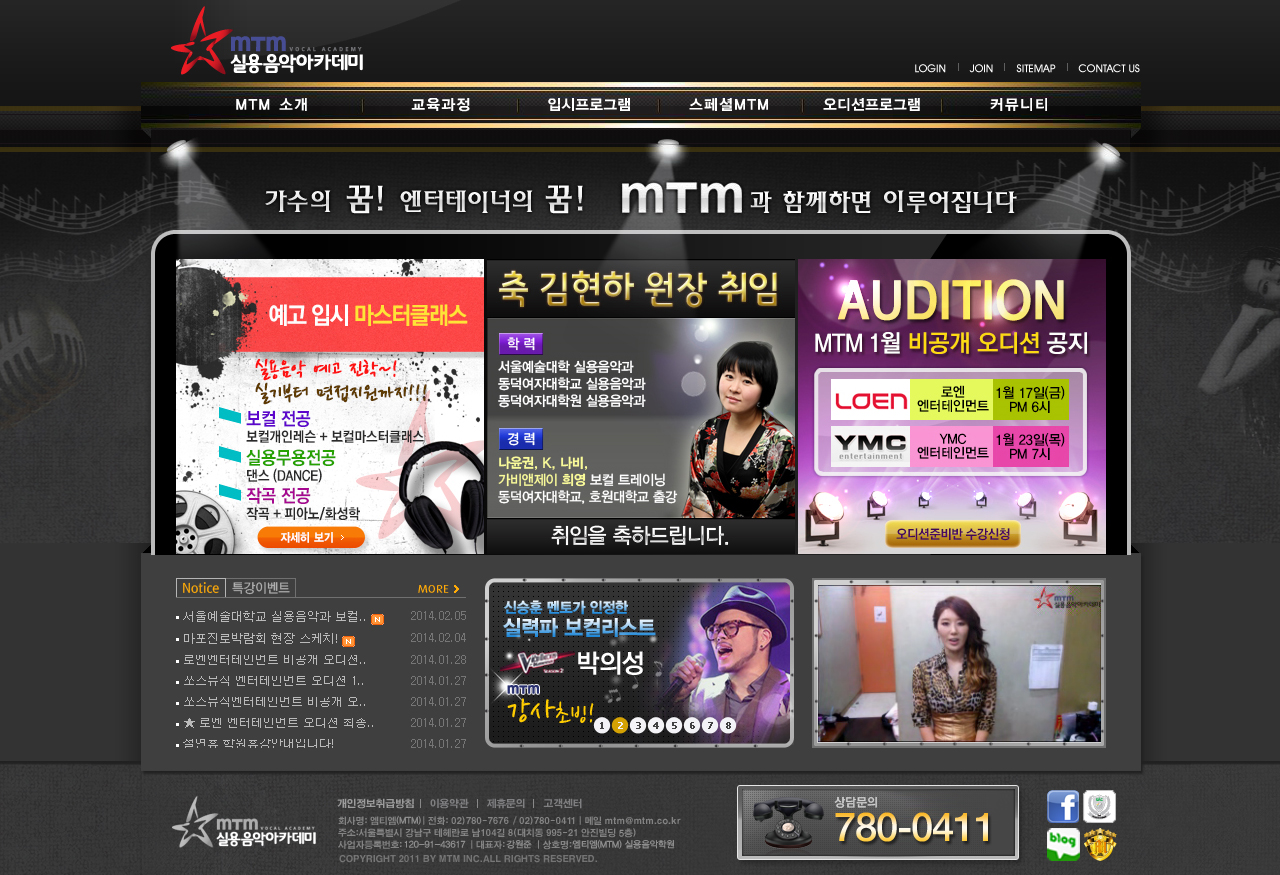 mTm VOCAL ACADEMY
실용음악아카데미
LOGIN JOIN SITEMAP CONTACT US
MTM 소개 교육과정 입시프로그램 스페셜MTM 오디션프로그램 커뮤니티
가수의 꿈! 엔터테이너의 꿈! mTm과 함께하면 이루어집니다
예고 입시 마스터클래스
실용음악 예고 진학~!
실기부터 면접지원까지!!!
보컬 전공
보컬개인레슨 + 보컬마스터클래스
실용무용전공
댄스 (DANCE)
작곡 전공
작곡 + 피아노/화성학
자세히 보기
축 김현하 원장 취임
학 력
서울예술대학 실용음악과
동덕여자대학교 실용음악과
동덕여자대학원 실용음악과
경 력
나윤권, K, 나비,
가비앤제이 희영 보컬 트레이닝
동덕여자대학교, 호원대학교 출강
취임을 축하드립니다.
AUDITION
MTM 1월 비공개 오디션 공지
LOEN 로엔 엔터테인먼트 1월 17일(금) PM 6시
YMC entertainment YMC 엔터테인먼트 1월 23일(목) PM 7시
오디션준비반 수강신청
Notice 특강이벤트 MORE
서울예술대학교 실용음악과 보컬.. N 2014.02.05
마포진로박람회 현장 스케치! N 2014.02.04
로엔엔터테인먼트 비공개 오디션.. 2014.01.28
쏘스뮤직 엔터테인먼트 오디션 1.. 2014.01.27
쏘스뮤직엔터테인먼트 비공개 오.. 2014.01.27
★ 로엔 엔터테인먼트 오디션 최종.. 2014.01.27
설연휴 학원휴강안내입니다! 2014.01.27
신승훈 멘토가 인정한
실력파 보컬리스트
Voice 박의성
mTm
강사초빙!
1 2 3 4 5 6 7 8
mTm
실용음악아카데미
mTm VOCAL ACADEMY
실용음악아카데미
개인정보취급방침 | 이용약관 | 제휴문의 | 고객센터
회사명: 엠티엠(MTM) | 전화: 02)780-7676 / 02)780-0411 | 메일 mtm@mtm.co.kr
주소:서울특별시 강남구 테헤란로 남104길 8(대치동 995-21 안진빌딩 5층)
사업자등록번호: 120-91-43617 | 대표자: 강원준 | 상호명:엠티엠(MTM) 실용음악학원
COPYRIGHT 2011 BY MTM INC.ALL RIGHTS RESERVED.
상담문의
780-0411
f
blog